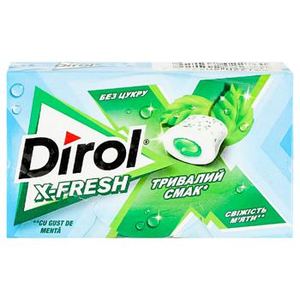 БЕЗ ЦУКРУ
Dirol®
X-FRESH
ТРИВАЛИЙ
СМАК*
**CU GUST DE
MENTĂ
СВІЖІСТЬ
М'ЯТИ**